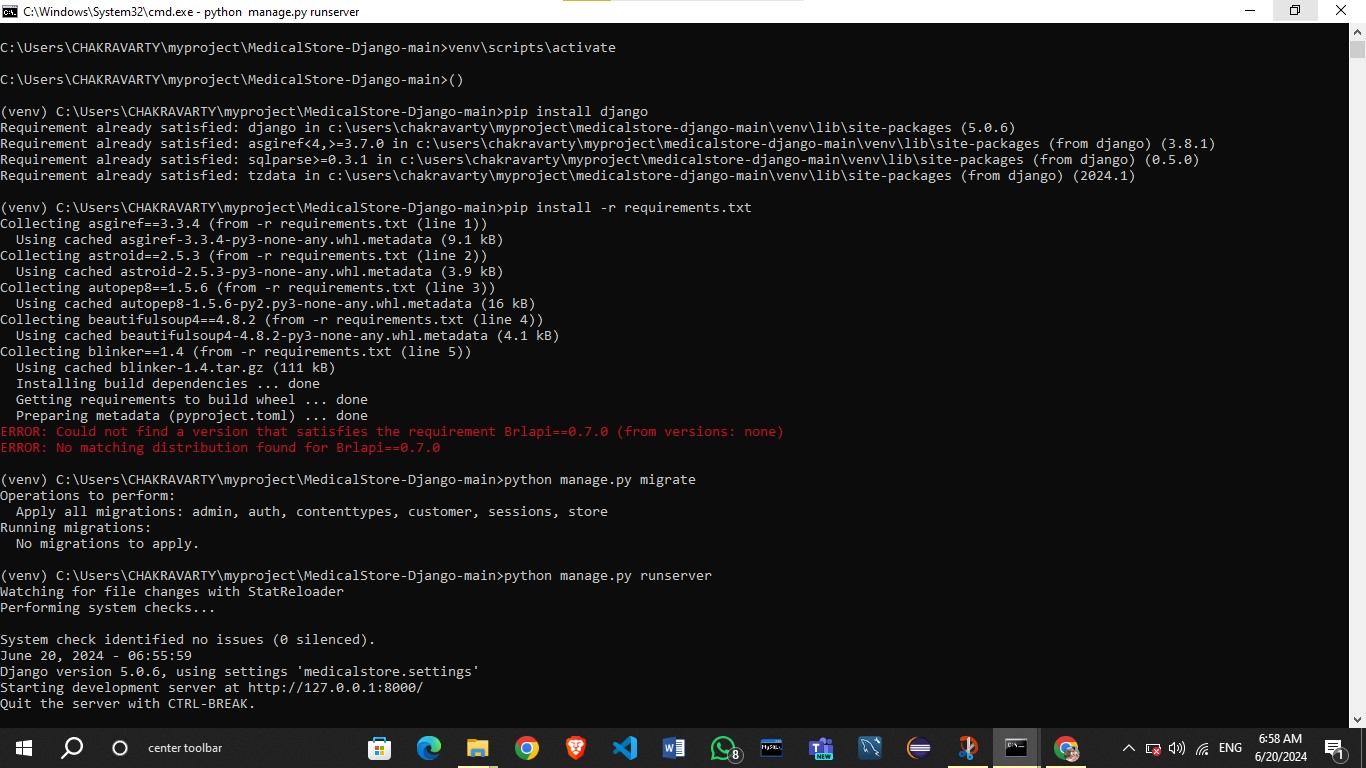 C:\Windows\System32\cmd.exe - python  manage.py runserver
C:\Users\CHAKRAVARTY\myproject\MedicalStore-Django-main>venv\scripts\activate
C:\Users\CHAKRAVARTY\myproject\MedicalStore-Django-main>()
(venv) C:\Users\CHAKRAVARTY\myproject\MedicalStore-Django-main>pip install django
Requirement already satisfied: django in c:\users\chakravarty\myproject\medicalstore-django-main\venv\lib\site-packages (5.0.6)
Requirement already satisfied: asgiref<4,>=3.7.0 in c:\users\chakravarty\myproject\medicalstore-django-main\venv\lib\site-packages (from django) (3.8.1)
Requirement already satisfied: sqlparse>=0.3.1 in c:\users\chakravarty\myproject\medicalstore-django-main\venv\lib\site-packages (from django) (0.5.0)
Requirement already satisfied: tzdata in c:\users\chakravarty\myproject\medicalstore-django-main\venv\lib\site-packages (from django) (2024.1)
(venv) C:\Users\CHAKRAVARTY\myproject\MedicalStore-Django-main>pip install -r requirements.txt
Collecting asgiref==3.3.4 (from -r requirements.txt (line 1))
  Using cached asgiref-3.3.4-py3-none-any.whl.metadata (9.1 kB)
Collecting astroid==2.5.3 (from -r requirements.txt (line 2))
  Using cached astroid-2.5.3-py3-none-any.whl.metadata (3.9 kB)
Collecting autopep8==1.5.6 (from -r requirements.txt (line 3))
  Using cached autopep8-1.5.6-py2.py3-none-any.whl.metadata (16 kB)
Collecting beautifulsoup4==4.8.2 (from -r requirements.txt (line 4))
  Using cached beautifulsoup4-4.8.2-py3-none-any.whl.metadata (4.1 kB)
Collecting blinker==1.4 (from -r requirements.txt (line 5))
  Using cached blinker-1.4.tar.gz (111 kB)
  Installing build dependencies ... done
  Getting requirements to build wheel ... done
  Preparing metadata (pyproject.toml) ... done
ERROR: Could not find a version that satisfies the requirement Brlapi==0.7.0 (from versions: none)
ERROR: No matching distribution found for Brlapi==0.7.0
(venv) C:\Users\CHAKRAVARTY\myproject\MedicalStore-Django-main>python manage.py migrate
Operations to perform:
  Apply all migrations: admin, auth, contenttypes, customer, sessions, store
Running migrations:
  No migrations to apply.
(venv) C:\Users\CHAKRAVARTY\myproject\MedicalStore-Django-main>python manage.py runserver
Watching for file changes with StatReloader
Performing system checks...
System check identified no issues (0 silenced).
June 20, 2024 - 06:55:59
Django version 5.0.6, using settings 'medicalstore.settings'
Starting development server at http://127.0.0.1:8000/
Quit the server with CTRL-BREAK.
center toolbar
8
MySQL
NEW
ENG
6:58 AM
6/20/2024
1